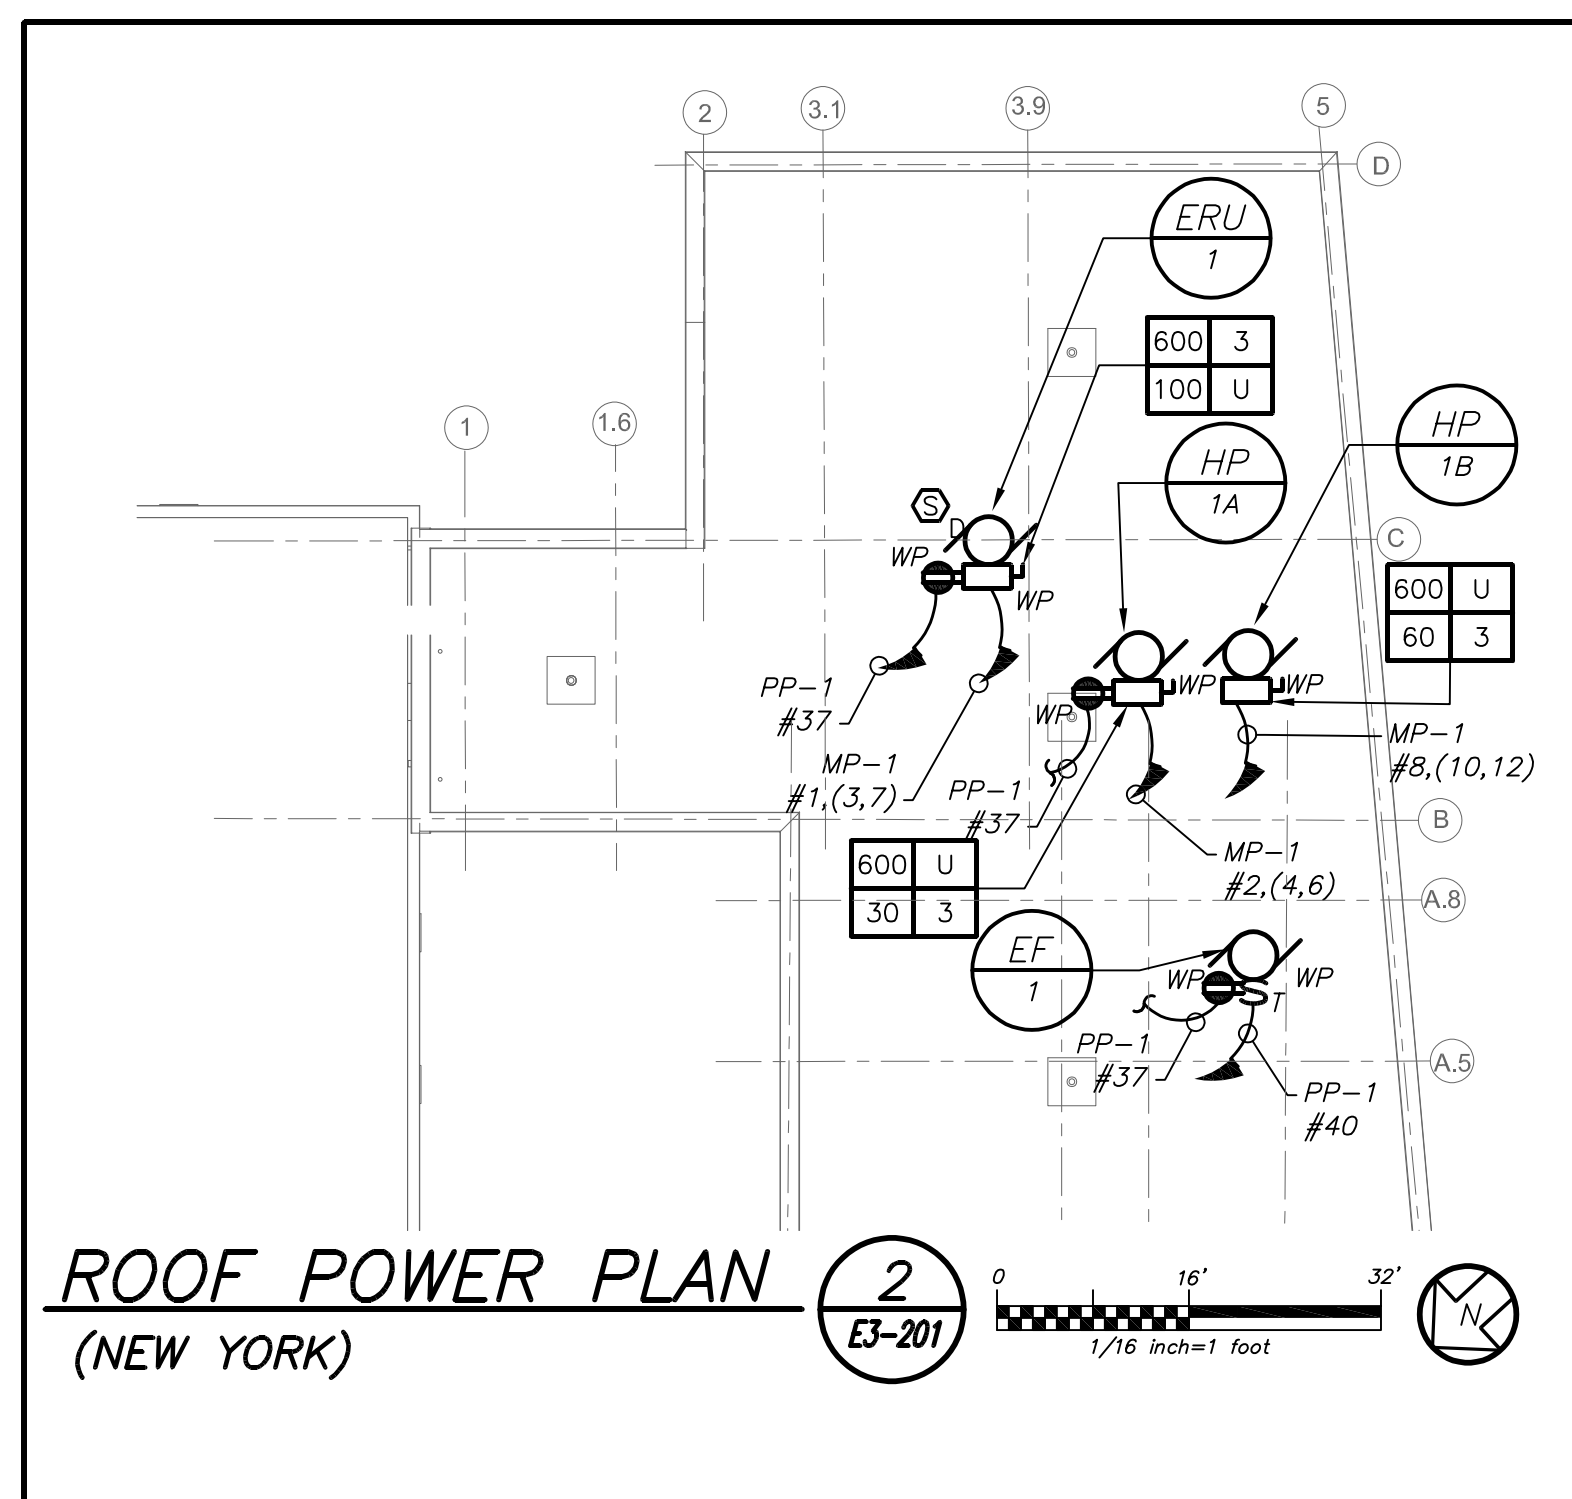 2
3.1
3.9
5
D
ERU
1
600 3
100 U
HP
1B
1
1.6
HP
1A
S
D
C
WP
WP
600 U
60 3
PP-1
#37
WP
WP
WP
MP-1
#8,(10,12)
MP-1
#1,(3,7)
PP-1
#37
B
600 U
30 3
MP-1
#2,(4,6)
A.8
EF
1
WP
WP
T
PP-1
#37
A.5
PP-1
#40
ROOF POWER PLAN
(NEW YORK)
2
E3-201
0 16' 32'
1/16 inch=1 foot
N